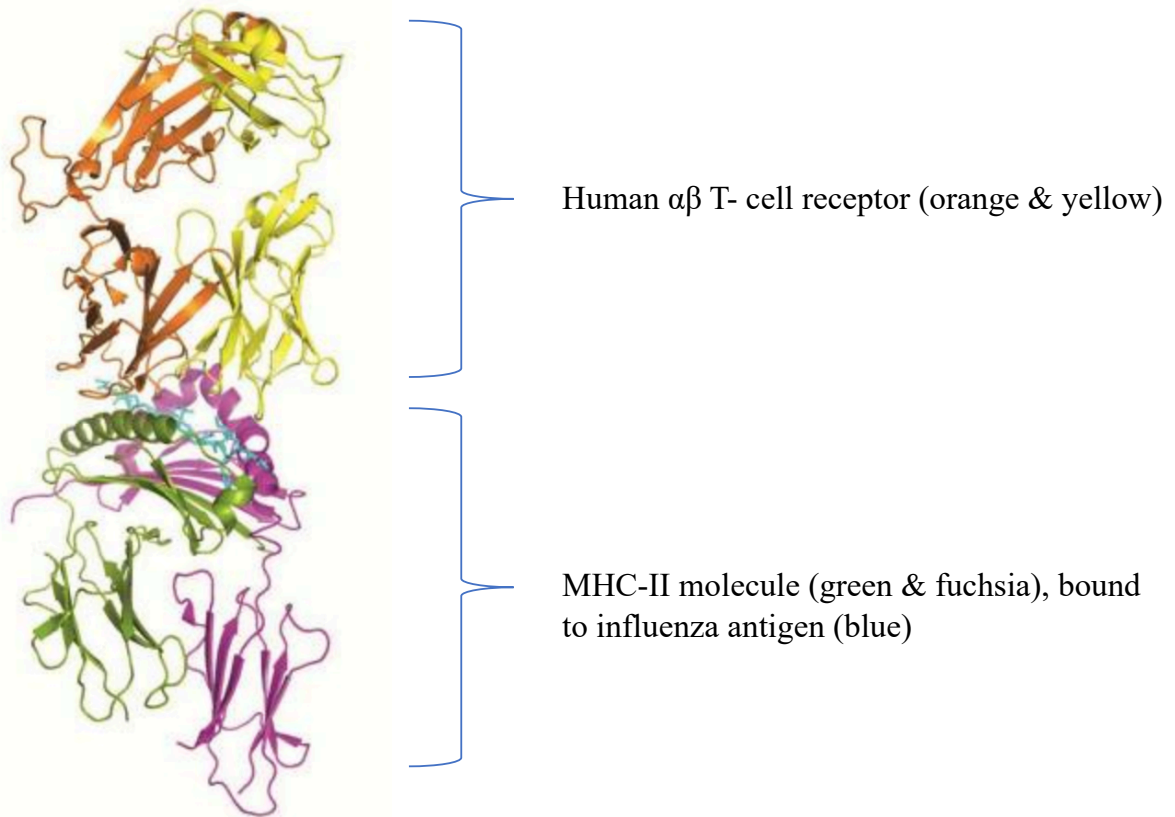 Human αβ T- cell receptor (orange & yellow)
MHC-II molecule (green & fuchsia), bound
to influenza antigen (blue)